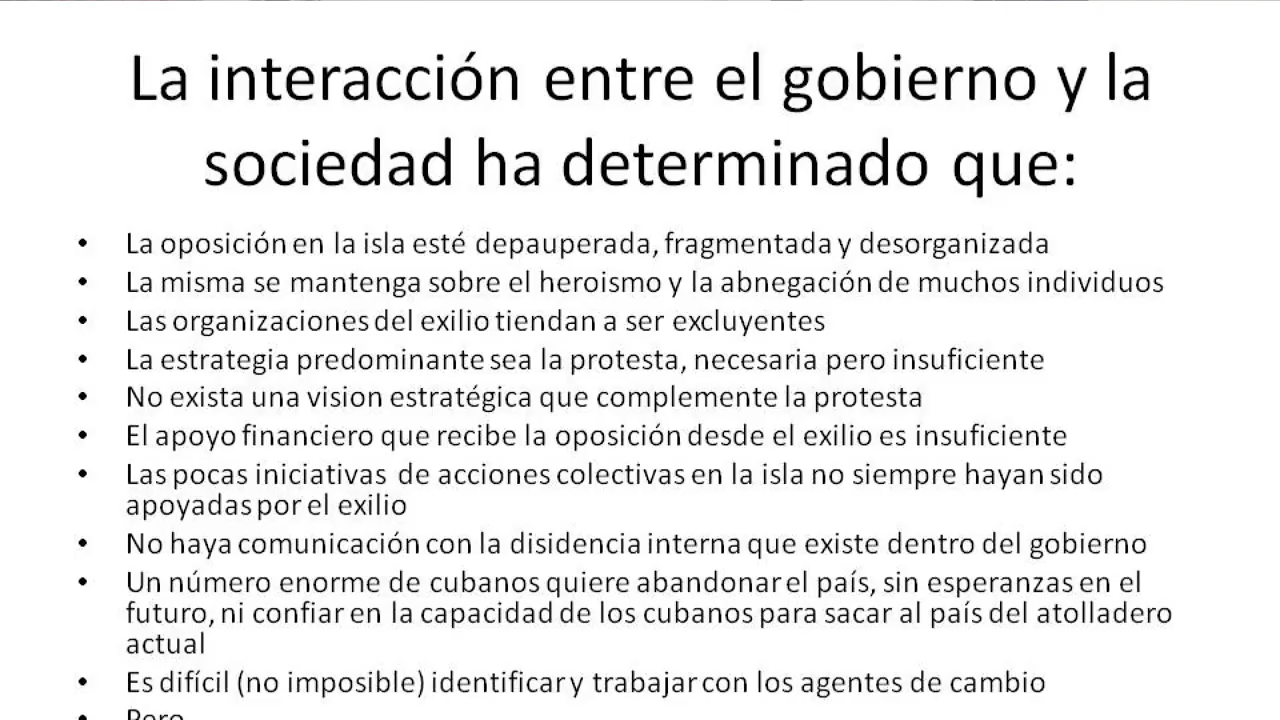 La interacción entre el gobierno y la
sociedad ha determinado que:
• La oposición en la isla esté depauperada, fragmentada y desorganizada
• La misma se mantenga sobre el heroismo y la abnegación de muchos individuos
• Las organizaciones del exilio tiendan a ser excluyentes
• La estrategia predominante sea la protesta, necesaria pero insuficiente
• No exista una vision estratégica que complemente la protesta
• El apoyo financiero que recibe la oposición desde el exilio es insuficiente
• Las pocas iniciativas de acciones colectivas en la isla no siempre hayan sido
apoyadas por el exilio
• No haya comunicación con la disidencia interna que existe dentro del gobierno
• Un número enorme de cubanos quiere abandonar el país, sin esperanzas en el
futuro, ni confiar en la capacidad de los cubanos para sacar al país del atolladero
actual
• Es difícil (no imposible) identificar y trabajar con los agentes de cambio
• Pero